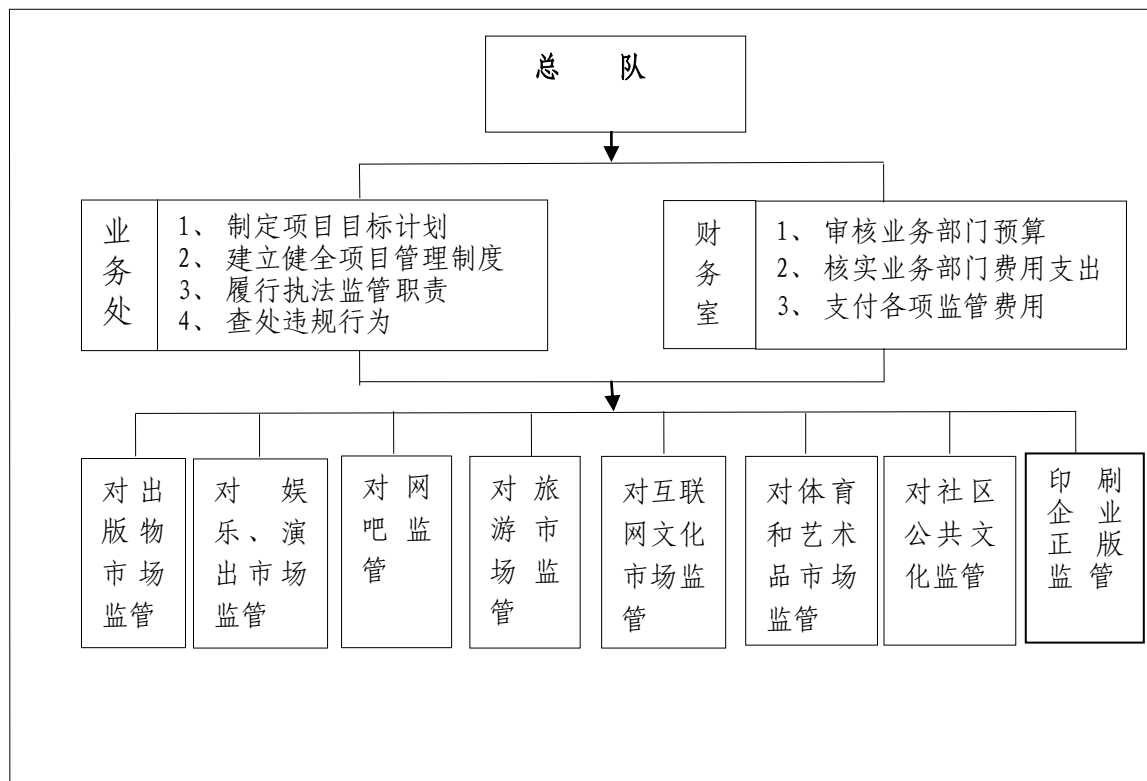 总 队
业
务
处
1、 制定项目目标计划
2、 建立健全项目管理制度
3、 履行执法监管职责
4、 查处违规行为
财
务
室
1、 审核业务部门预算
2、 核实业务部门费用支出
3、 支付各项监管费用
对出
版物
市场
监管
对娱
乐、演
出市场
监管
对网
吧监
管
对旅
游市
场监
管
对互联
网文化
市场监
管
对体育
和艺术
品市场
监管
对社区
公共文
化监管
印刷
企业
正版
监管